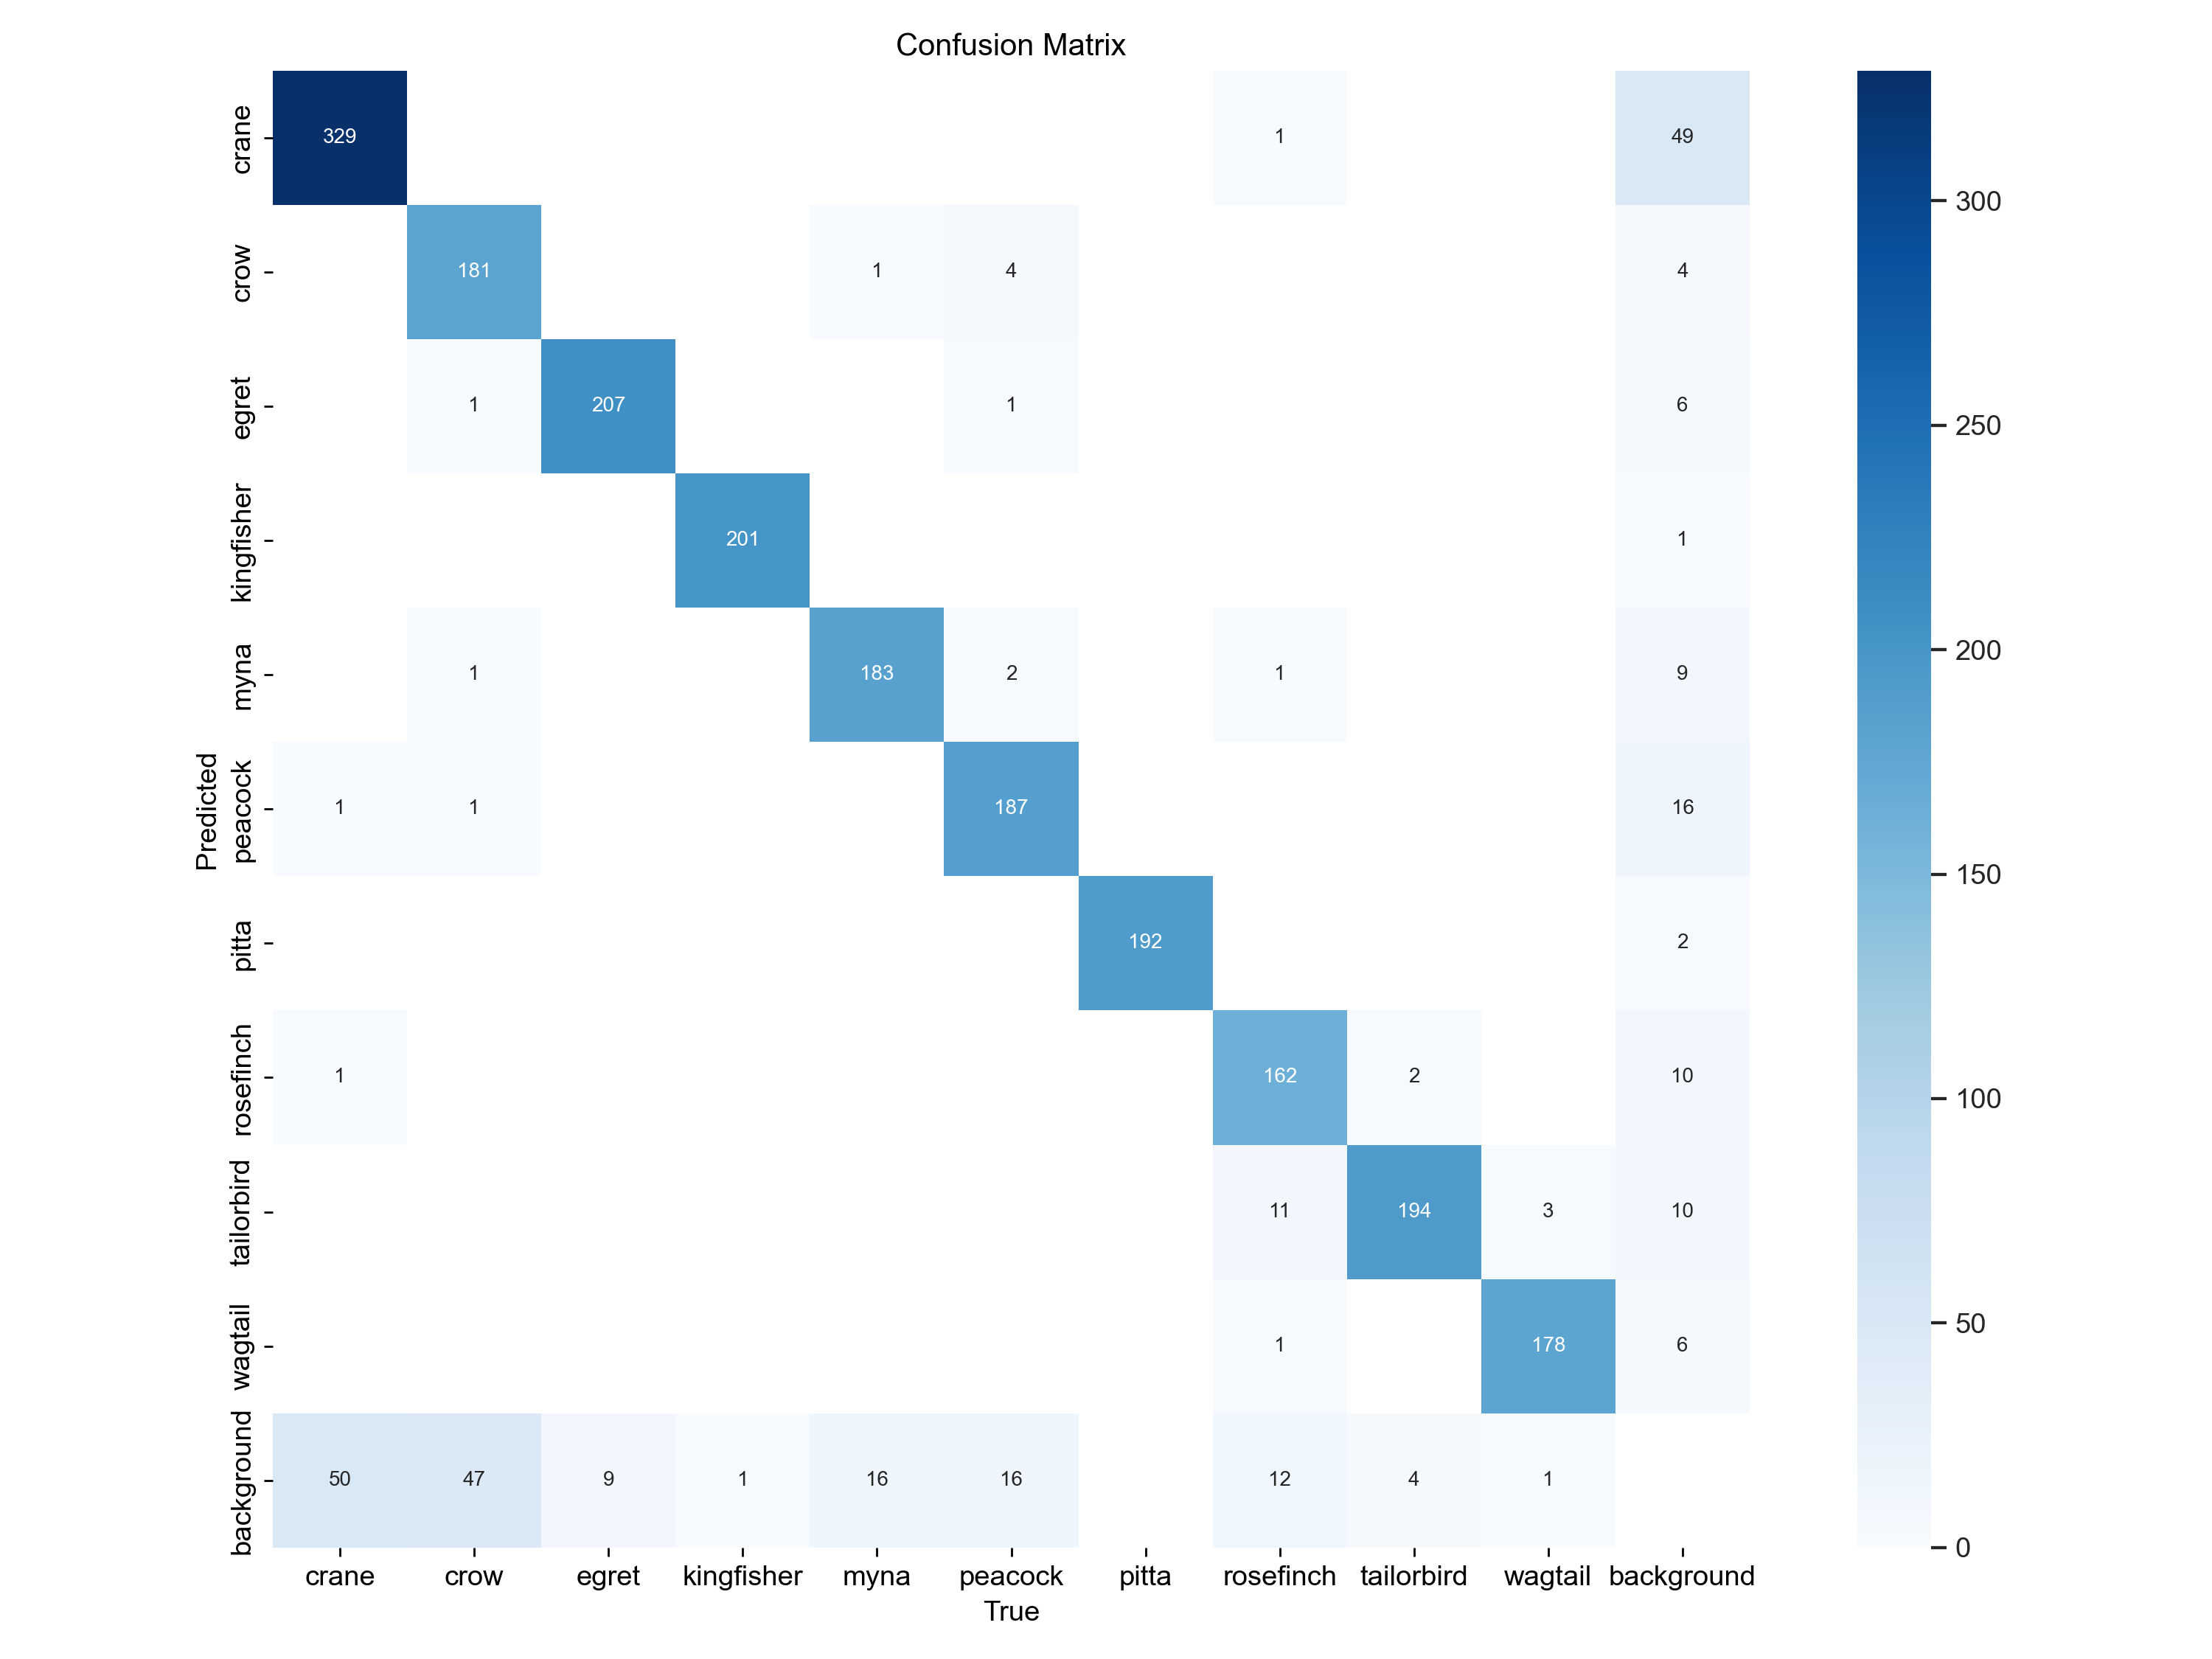 Confusion Matrix
crane 329 1 49
crow 181 1 4 4
egret 1 207 1 6
kingfisher 201 1
myna 1 183 2 1 9
peacock 1 1 187 16
pitta 192 2
rosefinch 1 162 2 10
tailorbird 11 194 3 10
wagtail 1 178 6
background 50 47 9 1 16 16 12 4 1
Predicted
crane crow egret kingfisher myna peacock pitta rosefinch tailorbird wagtail background
True
300
250
200
150
100
50
0